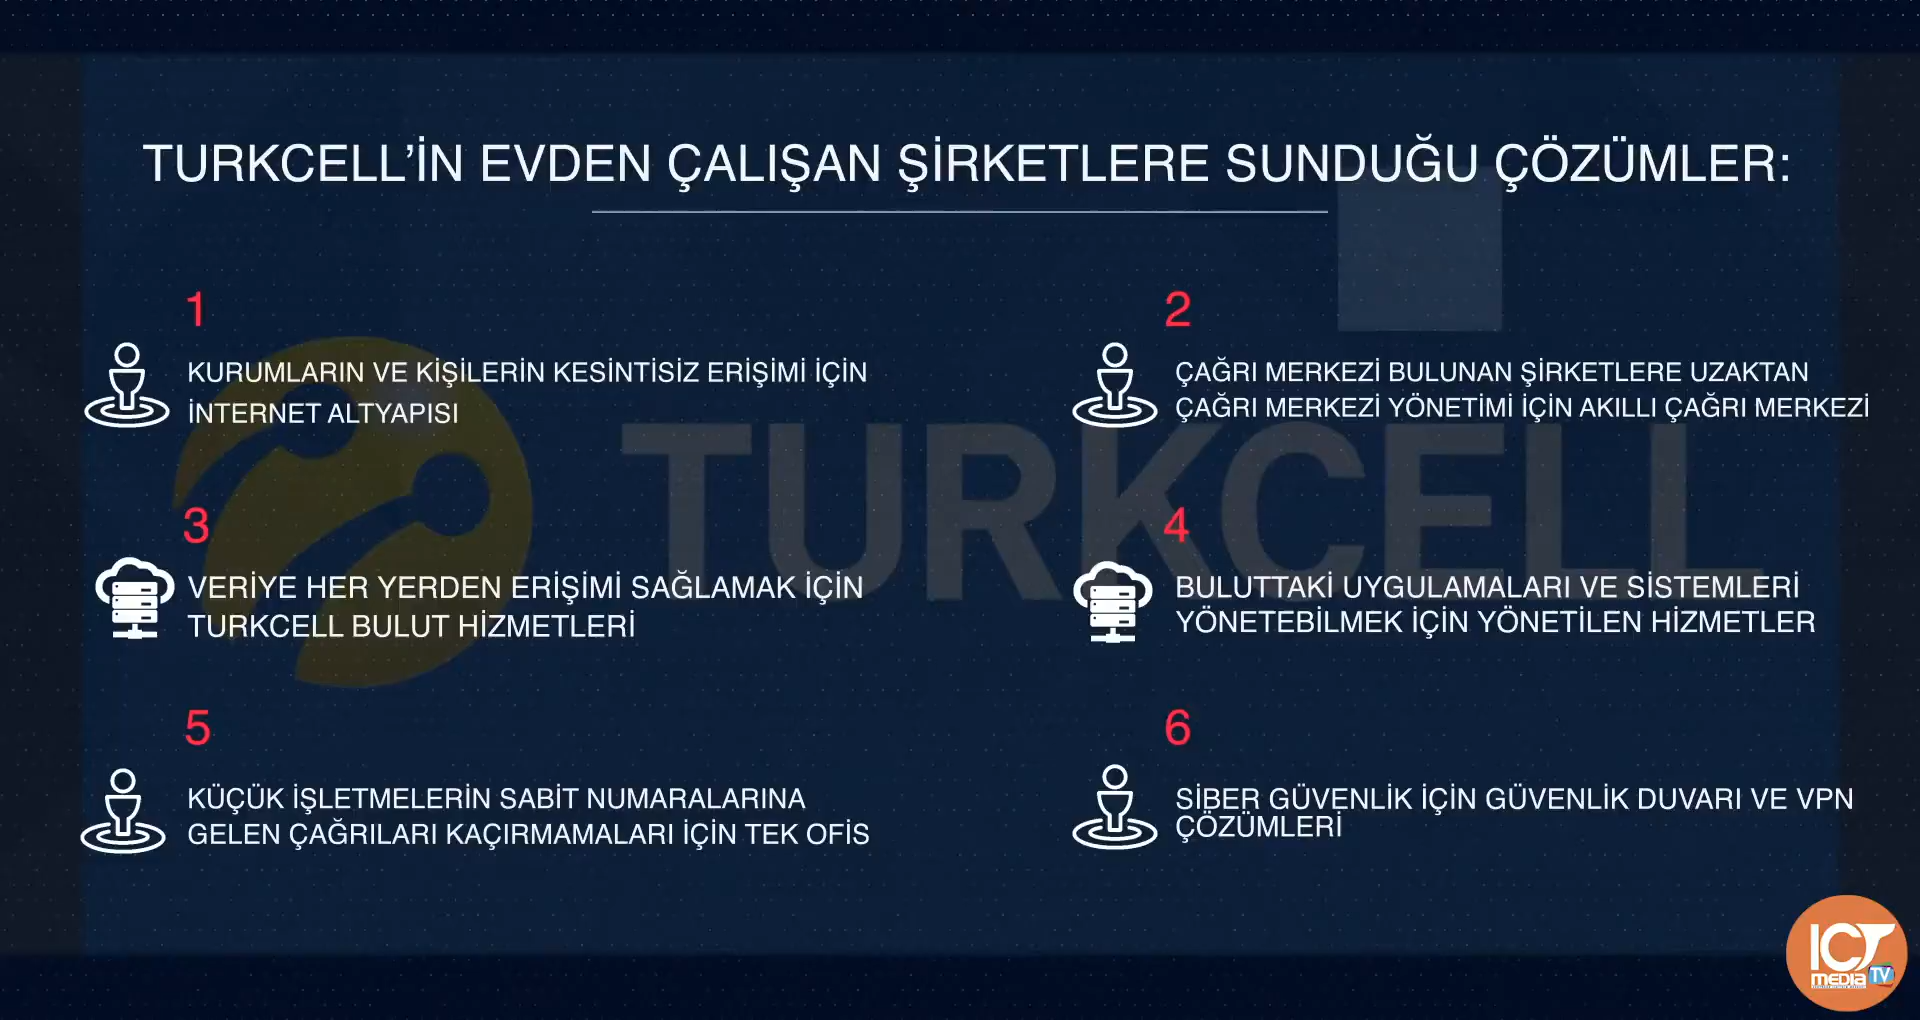 TURKCELL'İN EVDEN ÇALIŞAN ŞİRKETLERE SUNDUĞU ÇÖZÜMLER:
1
KURUMLARIN VE KİŞİLERİN KESİNTİSİZ ERİŞİMİ İÇİN
İNTERNET ALTYAPISI
2
ÇAĞRI MERKEZİ BULUNAN ŞİRKETLERE UZAKTAN
ÇAĞRI MERKEZİ YÖNETİMİ İÇİN AKILLI ÇAĞRI MERKEZİ
TURKCELL
3
VERİYE HER YERDEN ERİŞİMİ SAĞLAMAK İÇİN
TURKCELL BULUT HİZMETLERİ
4
BULUTTAKİ UYGULAMALARI VE SİSTEMLERİ
YÖNETEBİLMEK İÇİN YÖNETİLEN HİZMETLER
5
KÜÇÜK İŞLETMELERİN SABİT NUMARALARINA
GELEN ÇAĞRILARI KAÇIRMAMALARI İÇİN TEK OFİS
6
SİBER GÜVENLİK İÇİN GÜVENLİK DUVARI VE VPN
ÇÖZÜMLERİ
ICT
MEDIA TV